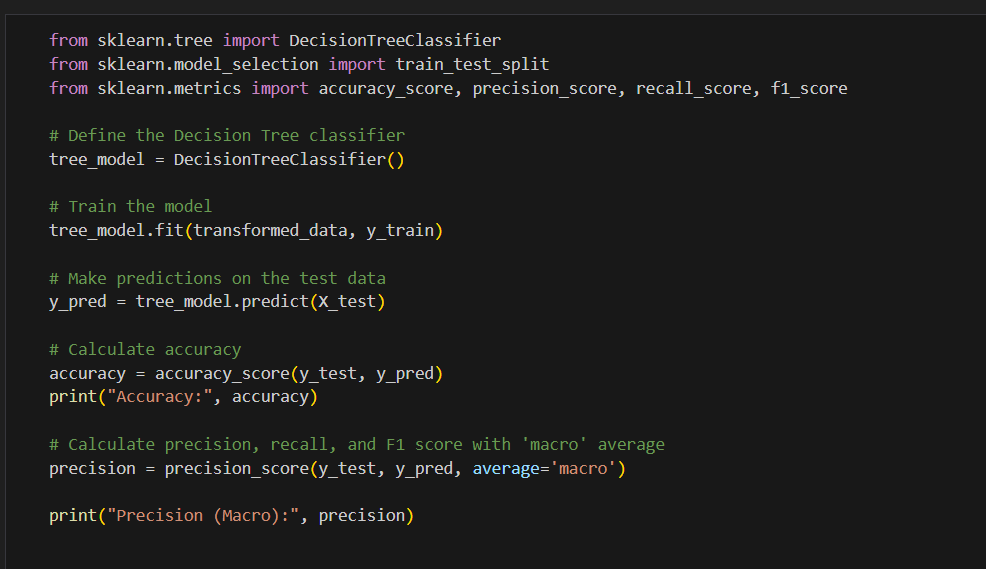 from sklearn.tree import DecisionTreeClassifier
from sklearn.model_selection import train_test_split
from sklearn.metrics import accuracy_score, precision_score, recall_score, f1_score
# Define the Decision Tree classifier
tree_model = DecisionTreeClassifier()
# Train the model
tree_model.fit(transformed_data, y_train)
# Make predictions on the test data
y_pred = tree_model.predict(X_test)
# Calculate accuracy
accuracy = accuracy_score(y_test, y_pred)
print("Accuracy:", accuracy)
# Calculate precision, recall, and F1 score with 'macro' average
precision = precision_score(y_test, y_pred, average='macro')
print("Precision (Macro):", precision)